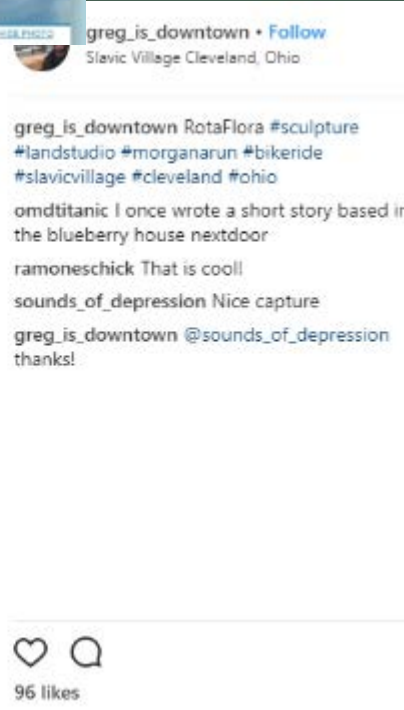 greg_is_downtown • Follow
Slavic Village Cleveland, Ohio
greg_is_downtown RotaFlora #sculpture
#landstudio #morganarun #bikeride
#slavicvillage #cleveland #ohio
omdtitanic I once wrote a short story based in
the blueberry house nextdoor
ramoneschick That is cool!
sounds_of_depression Nice capture
greg_is_downtown @sounds_of_depression
thanks!
96 likes